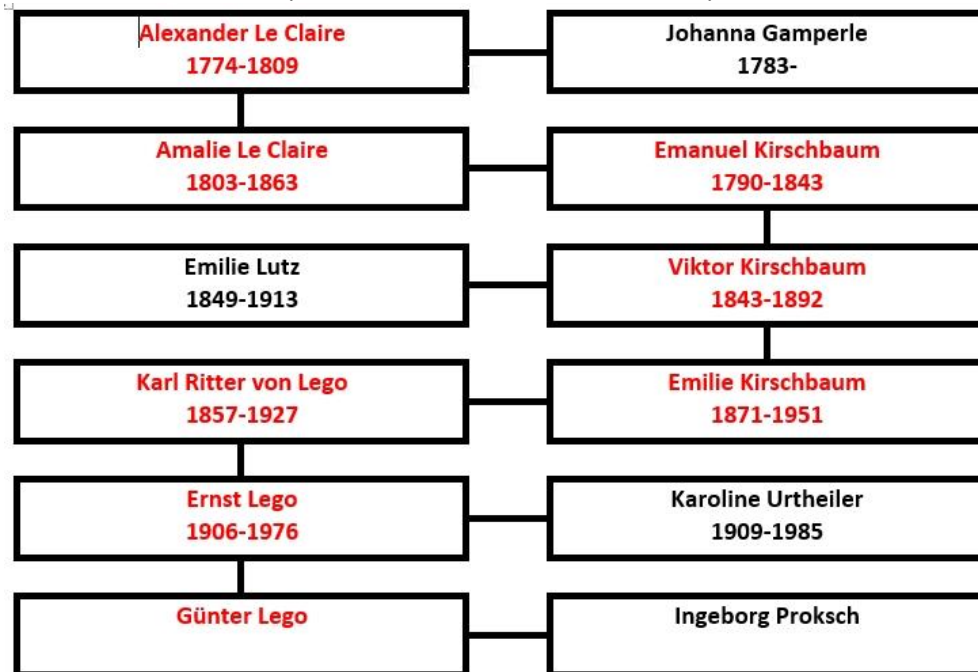 Alexander Le Claire
1774-1809
Johanna Gamperle
1783-
Amalie Le Claire
1803-1863
Emanuel Kirschbaum
1790-1843
Emilie Lutz
1849-1913
Viktor Kirschbaum
1843-1892
Karl Ritter von Lego
1857-1927
Emilie Kirschbaum
1871-1951
Ernst Lego
1906-1976
Karoline Urtheiler
1909-1985
Günter Lego
Ingeborg Proksch